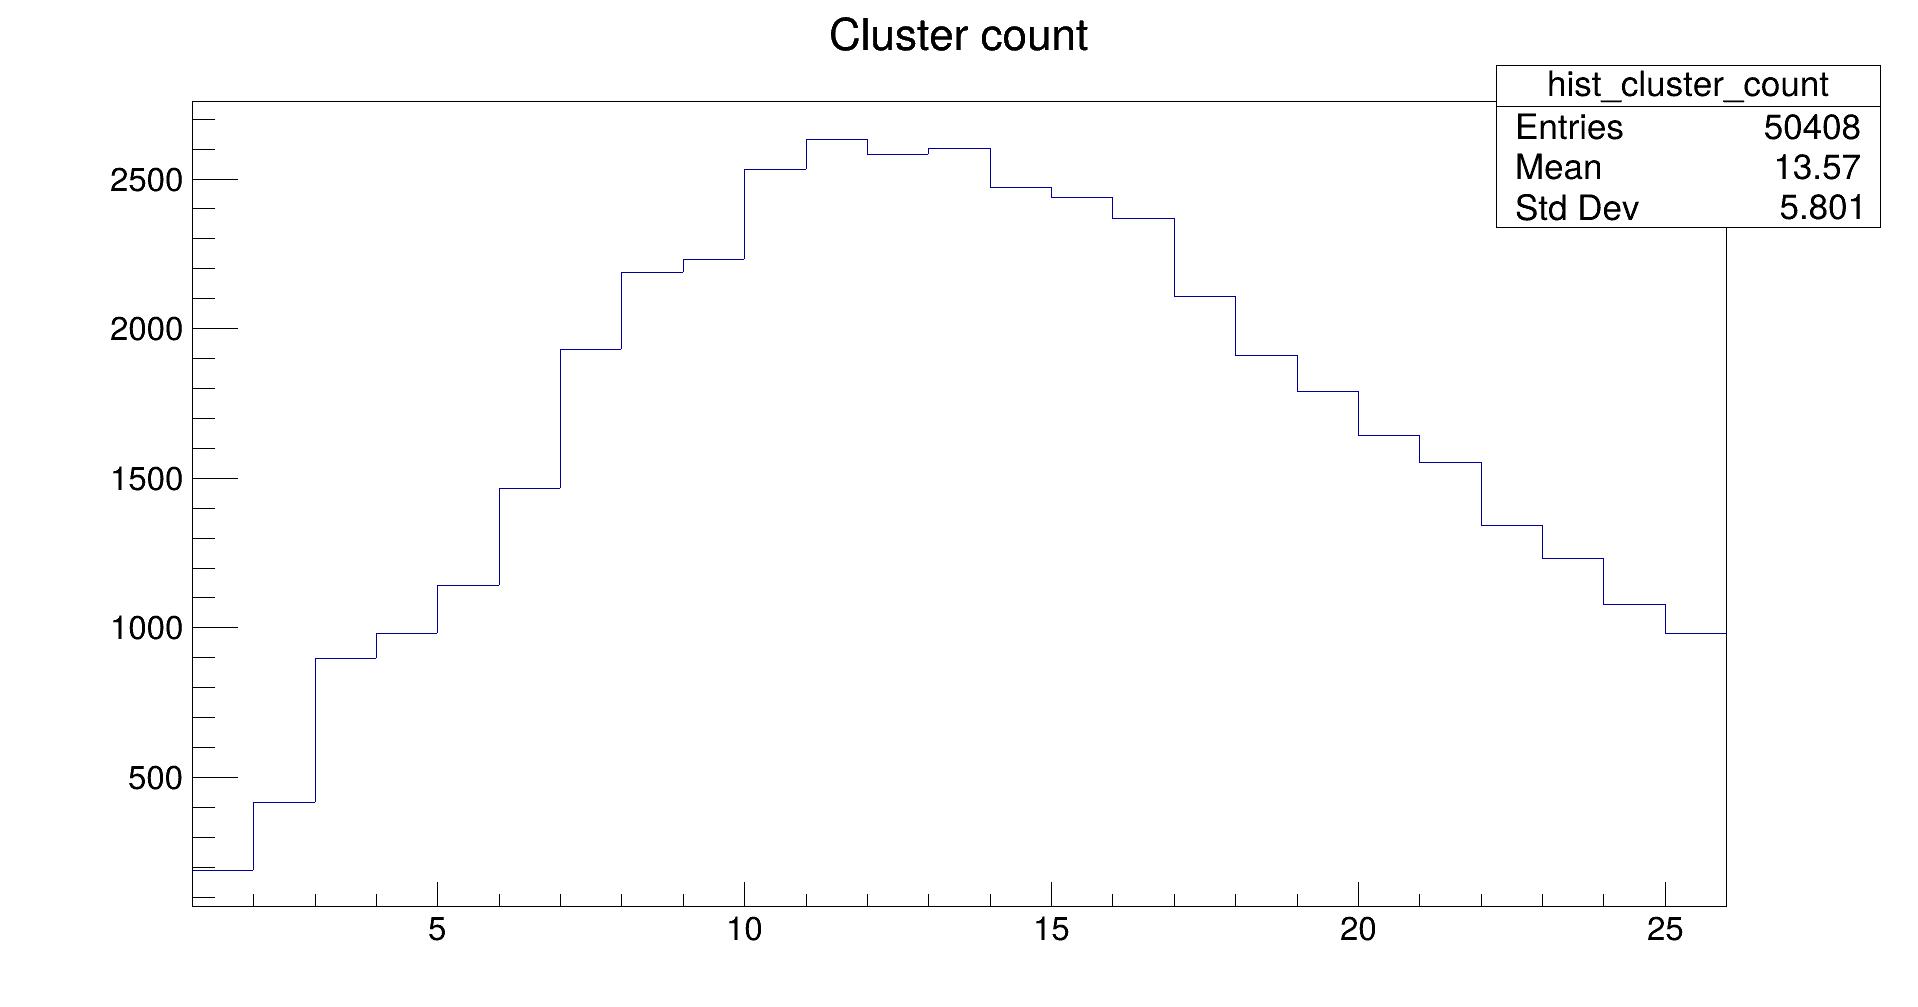 Cluster count
hist_cluster_count
Entries 50408
Mean 13.57
Std Dev 5.801
2500
2000
1500
1000
500
5 10 15 20 25